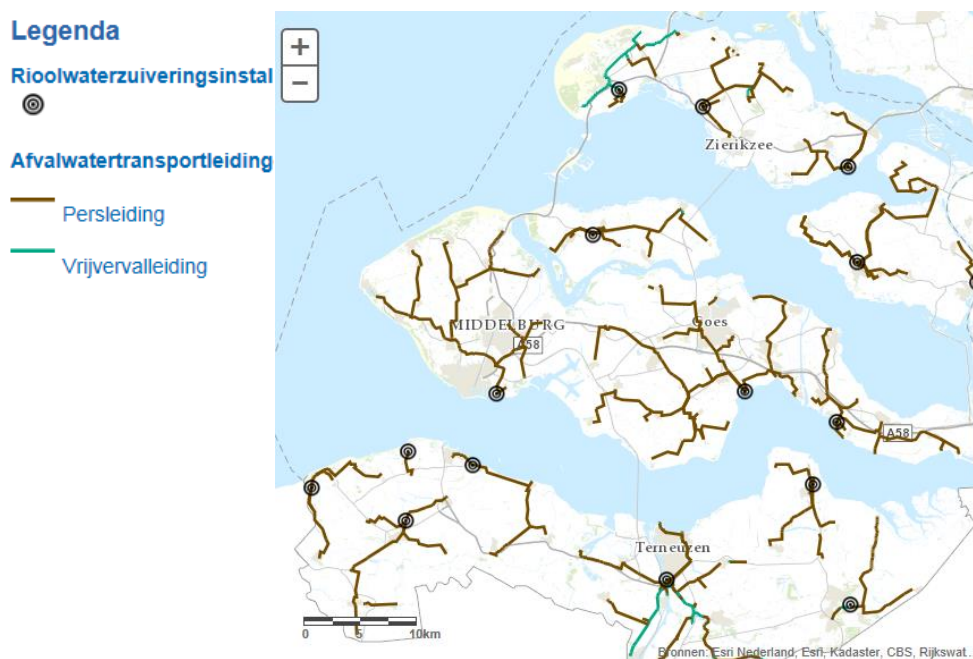 Legenda
Rioolwaterzuiveringsinstal
Afvalwatertransportleiding
Persleiding
Vrijvervalleiding
+
−
Zierikzee
MIDDELBURG
Goes
A58
A58
Terneuzen
0 5 10km
Bronnen: Esri Nederland, Esri, Kadaster, CBS, Rijkswat...